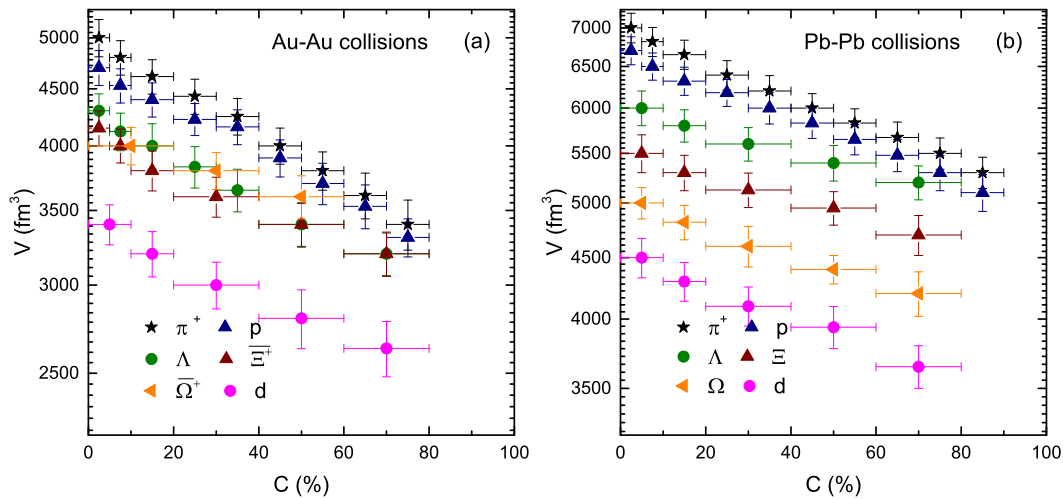 Au-Au collisions (a)
5000
4500
4000
3500
3000
2500
V (fm³)
π⁺ p
Λ Ξ̅⁺
Ω̅⁺ d
0 20 40 60 80 100
C (%)
Pb-Pb collisions (b)
7000
6500
6000
5500
5000
4500
4000
3500
V (fm³)
π⁺ p
Λ Ξ
Ω d
0 20 40 60 80 100
C (%)